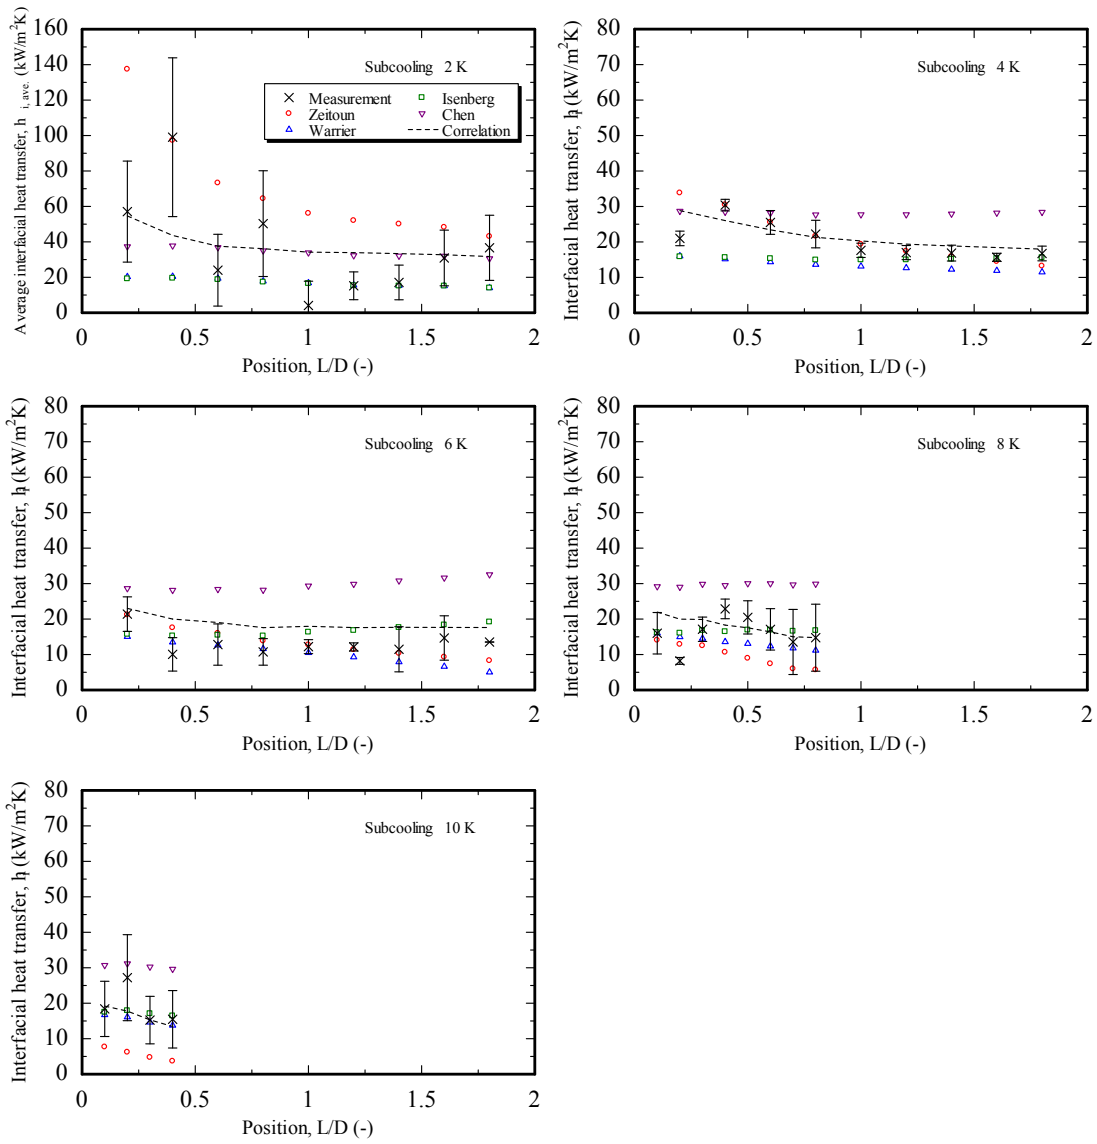 Average interfacial heat transfer, h i, ave. (kW/m²K)
160
140
120
100
80
60
40
20
0
Subcooling 2 K
Measurement
Zeitoun
Warrier
Isenberg
Chen
Correlation
0 0.5 1 1.5 2
Position, L/D (-)
Interfacial heat transfer, hi (kW/m²K)
80
70
60
50
40
30
20
10
0
Subcooling 4 K
0 0.5 1 1.5 2
Position, L/D (-)
Interfacial heat transfer, hi (kW/m²K)
80
70
60
50
40
30
20
10
0
Subcooling 6 K
0 0.5 1 1.5 2
Position, L/D (-)
Interfacial heat transfer, hi (kW/m²K)
80
70
60
50
40
30
20
10
0
Subcooling 8 K
0 0.5 1 1.5 2
Position, L/D (-)
Interfacial heat transfer, hi (kW/m²K)
80
70
60
50
40
30
20
10
0
Subcooling 10 K
0 0.5 1 1.5 2
Position, L/D (-)